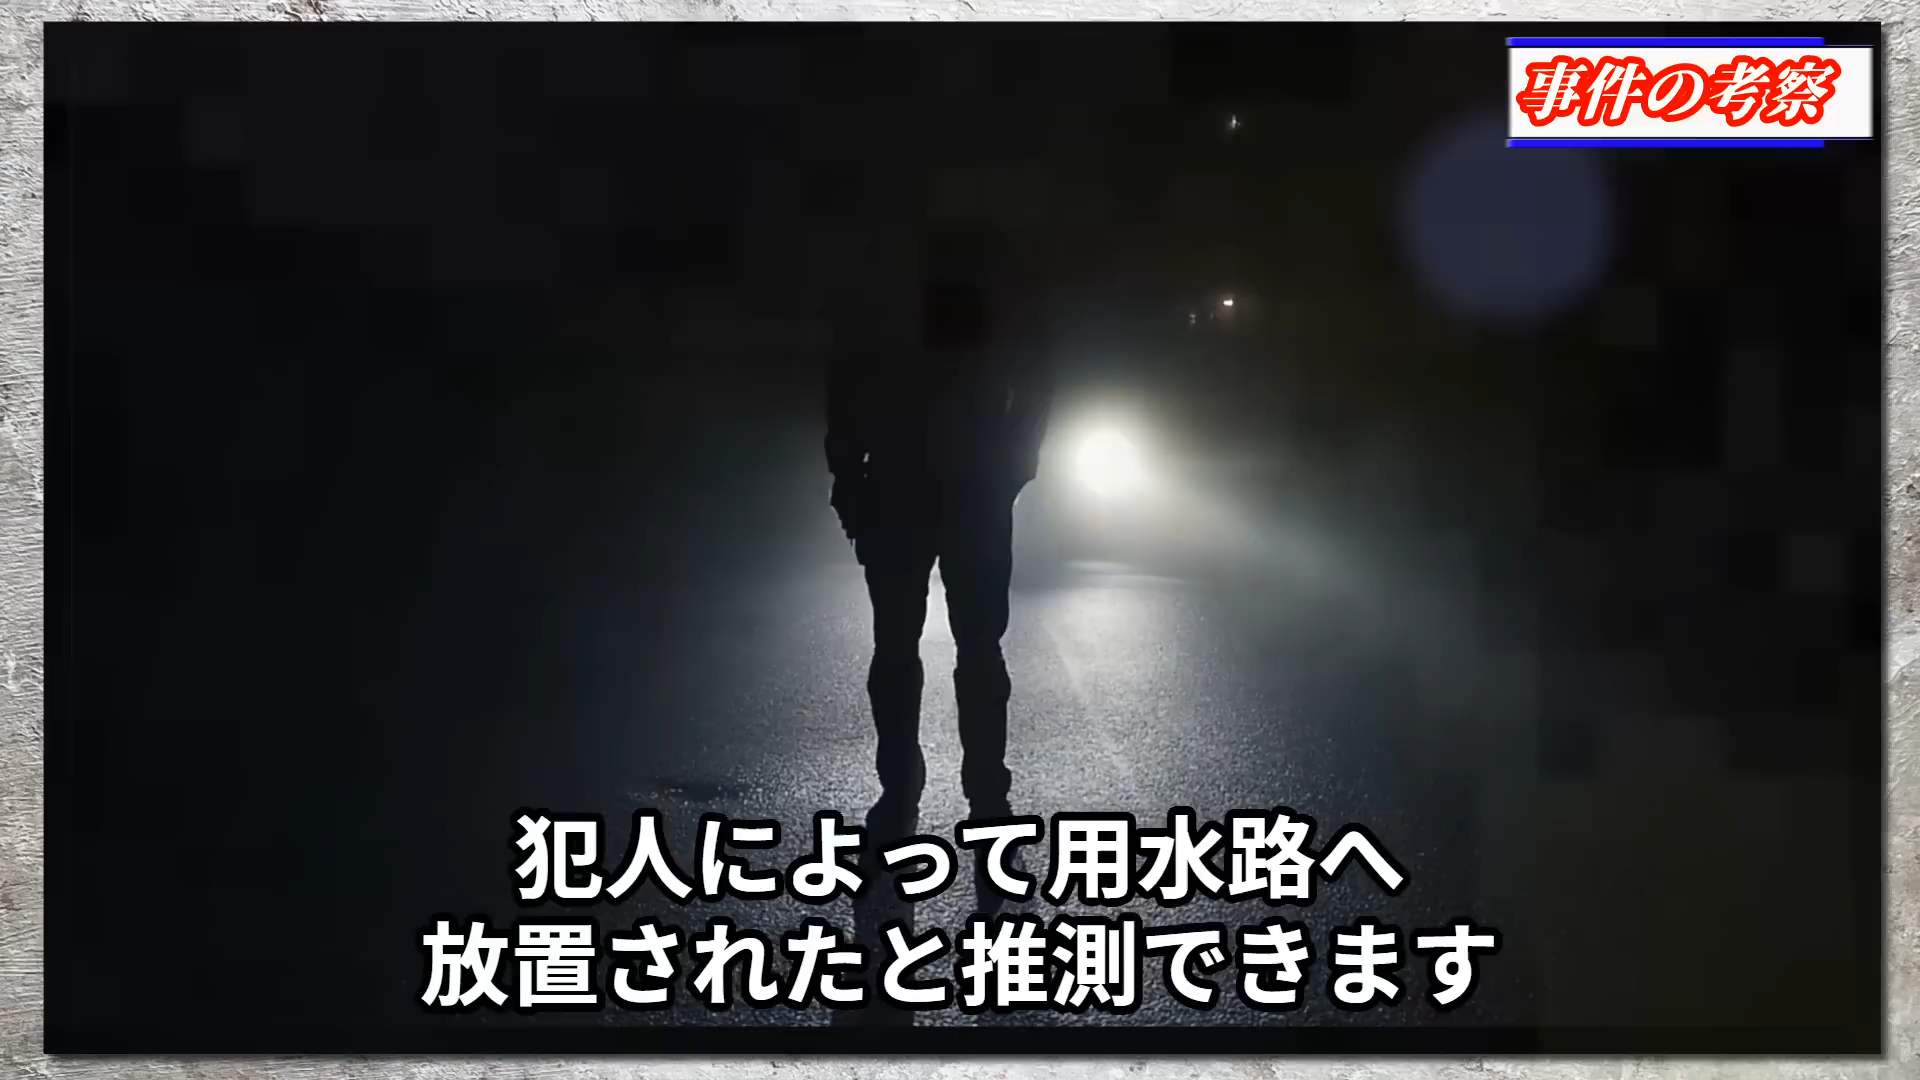 事件の考察
犯人によって用水路へ
放置されたと推測できます